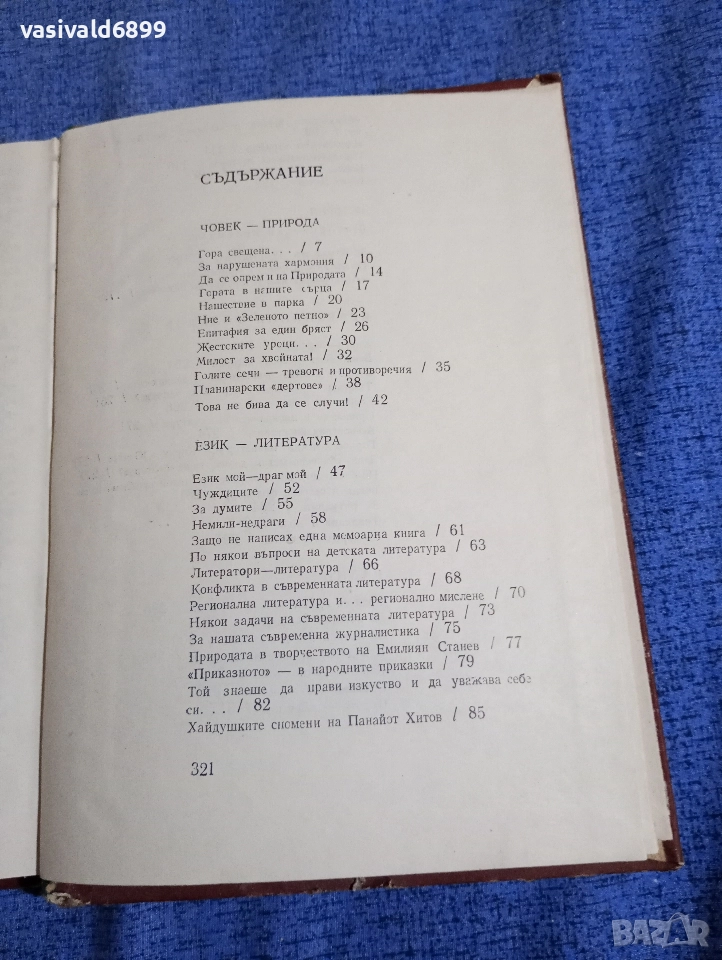 vasivald6899
СЪДЪРЖАНИЕ
ЧОВЕК — ПРИРОДА
Гора свещена. . . / 7
За нарушената хармония / 10
Да се опрем и на Природата / 14
Гората в нашите сърца / 17
Нашествие в парка / 20
Ние и «Зеленото петно» / 23
Епитафия за един бряст / 26
Жестоките уроци. . . / 30
Милост за хвойната! / 32
Голите сечи — тревоги и противоречия / 35
Планинарски «дертове» / 38
Това не бива да се случи! / 42
ЕЗИК — ЛИТЕРАТУРА
Език мой—драг мой / 47
Чуждиците / 52
За думите / 55
Немили-недраги / 58
Защо не написах една мемоарна книга / 61
По някои въпроси на детската литература / 63
Литератори—литература / 66
Конфликта в съвременната литература / 68
Регионална литература и. . . регионално мислене / 70
Някои задачи на съвременната литература / 73
За нашата съвременна журналистика / 75
Природата в творчеството на Емилиян Станев / 77
«Приказното» — в народните приказки / 79
Той знаеше да прави изкуство и да уважава себе
си. . . / 82
Хайдушките спомени на Панайот Хитов / 85
321
BAZAR